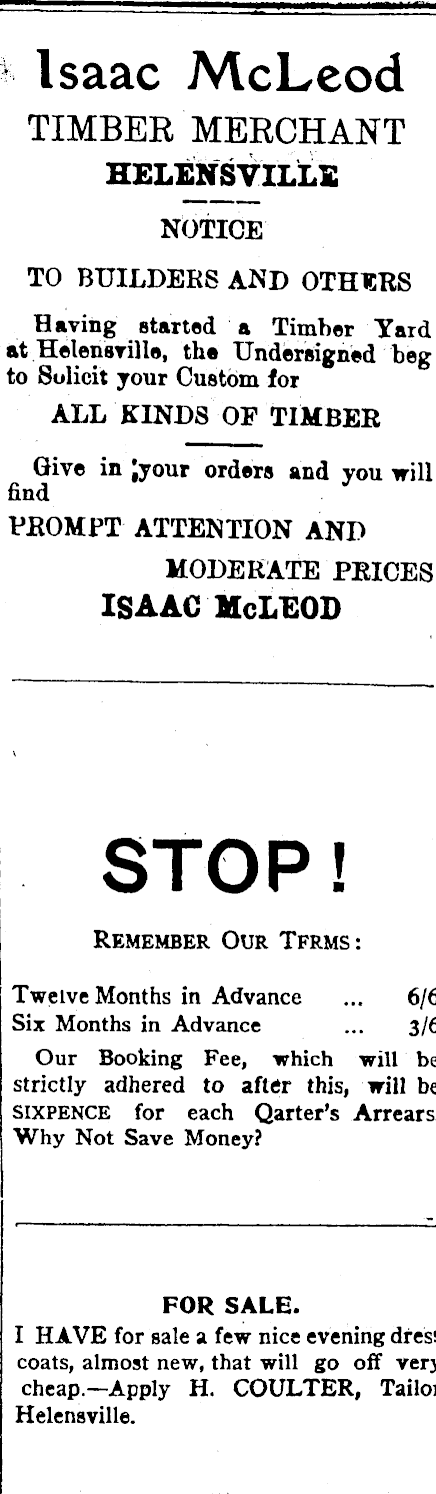 Isaac McLeod
TIMBER MERCHANT
HELENSVILLE
NOTICE
TO BUILDERS AND OTHERS
Having started a Timber Yard
at Helensville, the Undersigned beg
to Solicit your Custom for
ALL KINDS OF TIMBER
Give in your orders and you will
find
PROMPT ATTENTION AND
MODERATE PRICES
ISAAC McLEOD
STOP!
REMEMBER OUR TFRMS:
Twelve Months in Advance ... 6/6
Six Months in Advance ... 3/6
Our Booking Fee, which will be
strictly adhered to after this, will be
SIXPENCE for each Qarter's Arrears
Why Not Save Money?
FOR SALE.
I HAVE for sale a few nice evening dress
coats, almost new, that will go off very
cheap.—Apply H. COULTER, Tailor
Helensville.